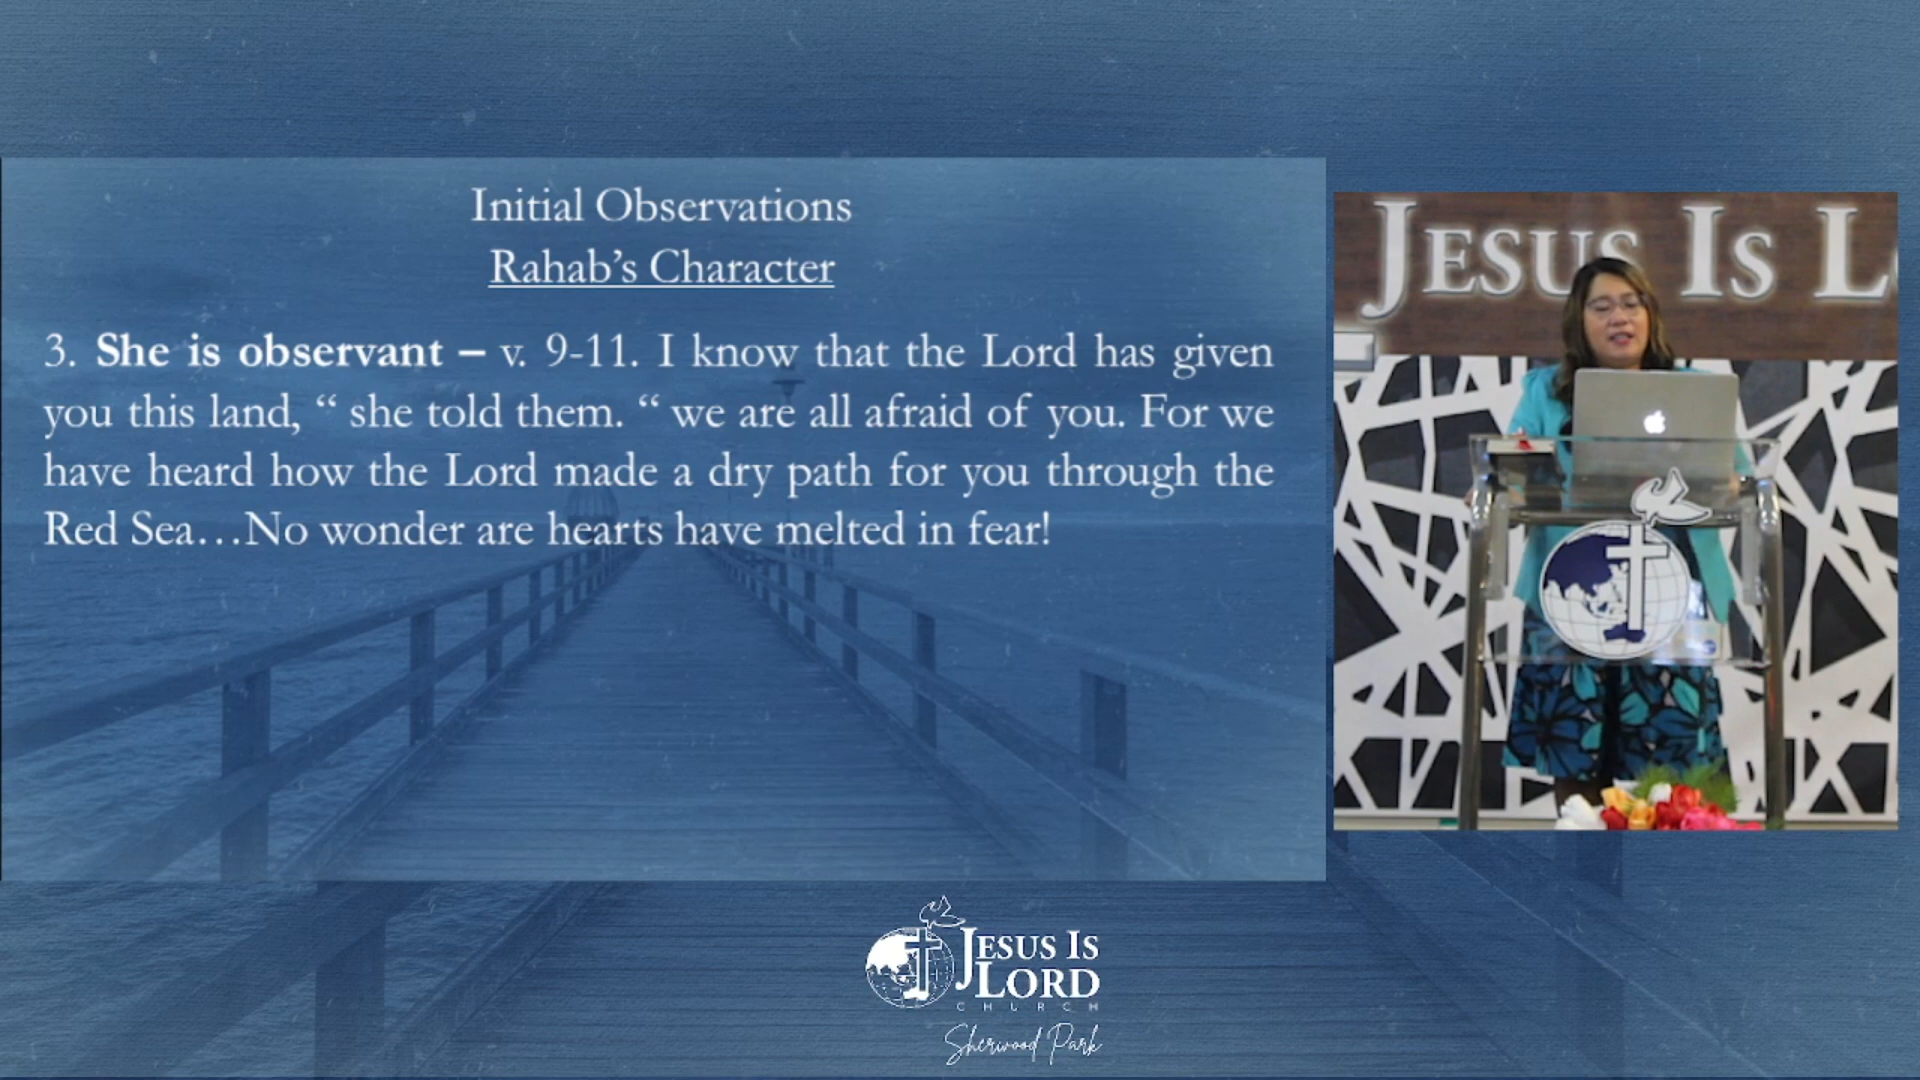 Initial Observations
Rahab’s Character
3. She is observant – v. 9-11. I know that the Lord has given
you this land, “ she told them. “ we are all afraid of you. For we
have heard how the Lord made a dry path for you through the
Red Sea…No wonder are hearts have melted in fear!
JESUS IS L
JESUS IS
LORD
CHURCH
Sherwood Park